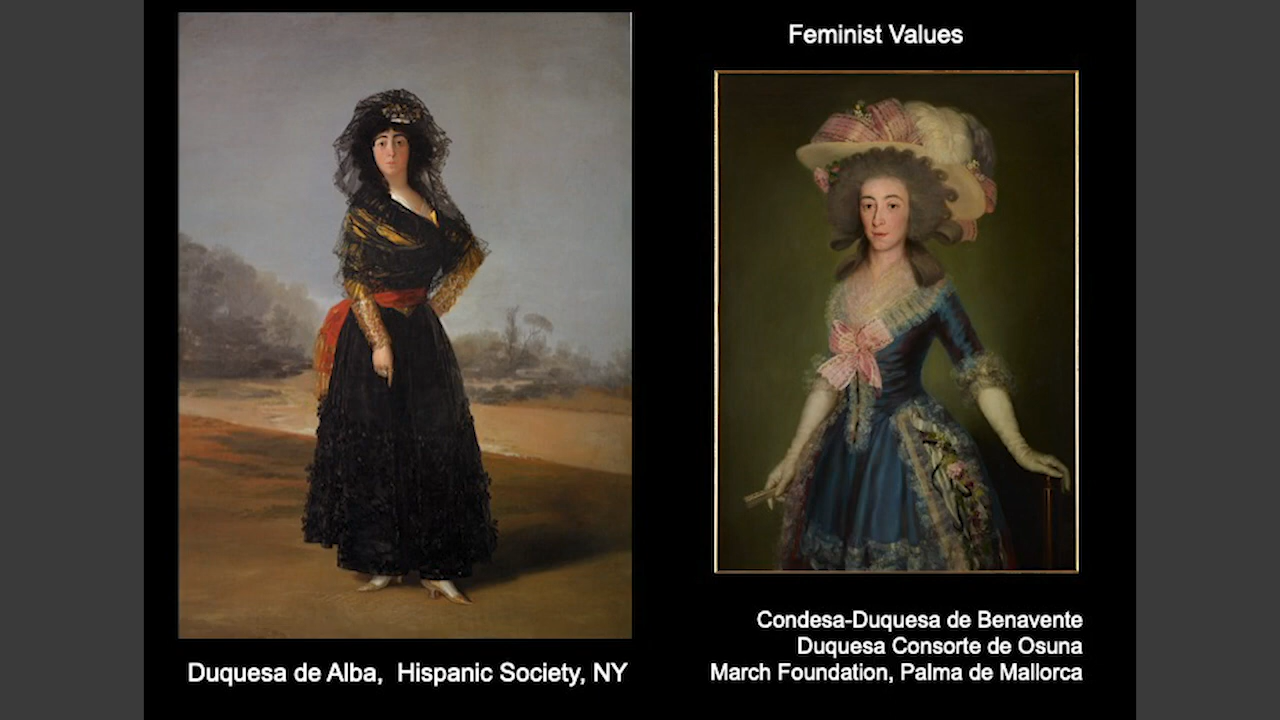 Feminist Values
Duquesa de Alba,  Hispanic Society, NY
Condesa-Duquesa de Benavente
Duquesa Consorte de Osuna
March Foundation, Palma de Mallorca